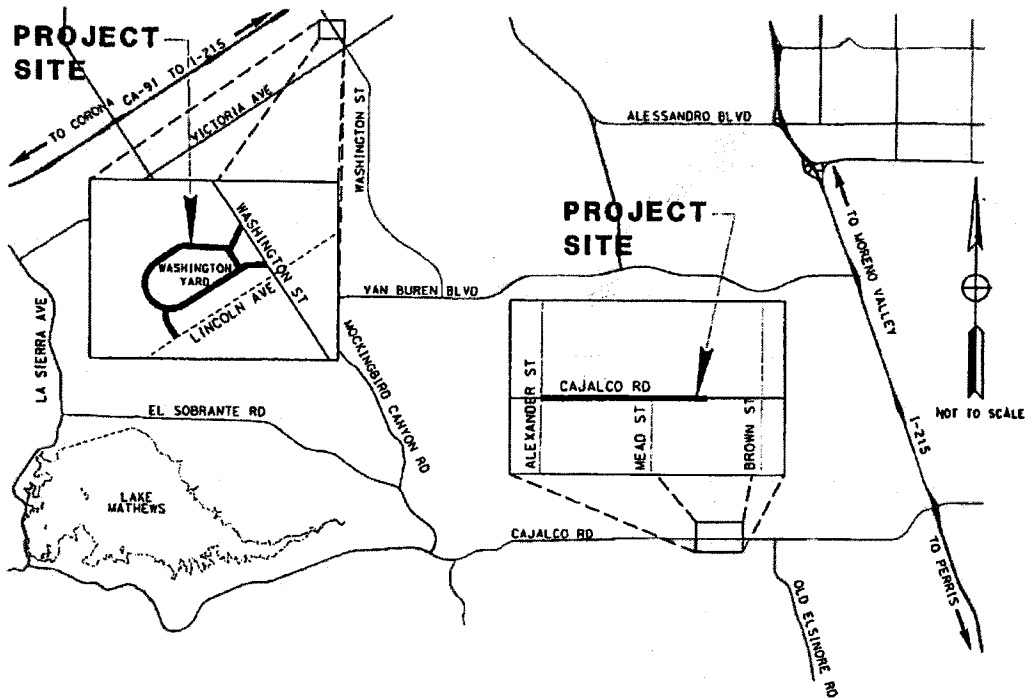 PROJECT
SITE
TO CORONA CA-91 TO I-215
VICTORIA AVE
WASHINGTON ST
ALESSANDRO BLVD
WASHINGTON ST
WASHINGTON
YARD
LINCOLN AVE
PROJECT
SITE
TO MORENO VALLEY
VAN BUREN BLVD
LA SIERRA AVE
MOCKINGBIRD CANYON RD
ALEXANDER ST
CAJALCO RD
MEAD ST
BROWN ST
NOT TO SCALE
I-215
EL SOBRANTE RD
LAKE
MATHEWS
CAJALCO RD
TO PERRIS
OLD ELSINORE RD